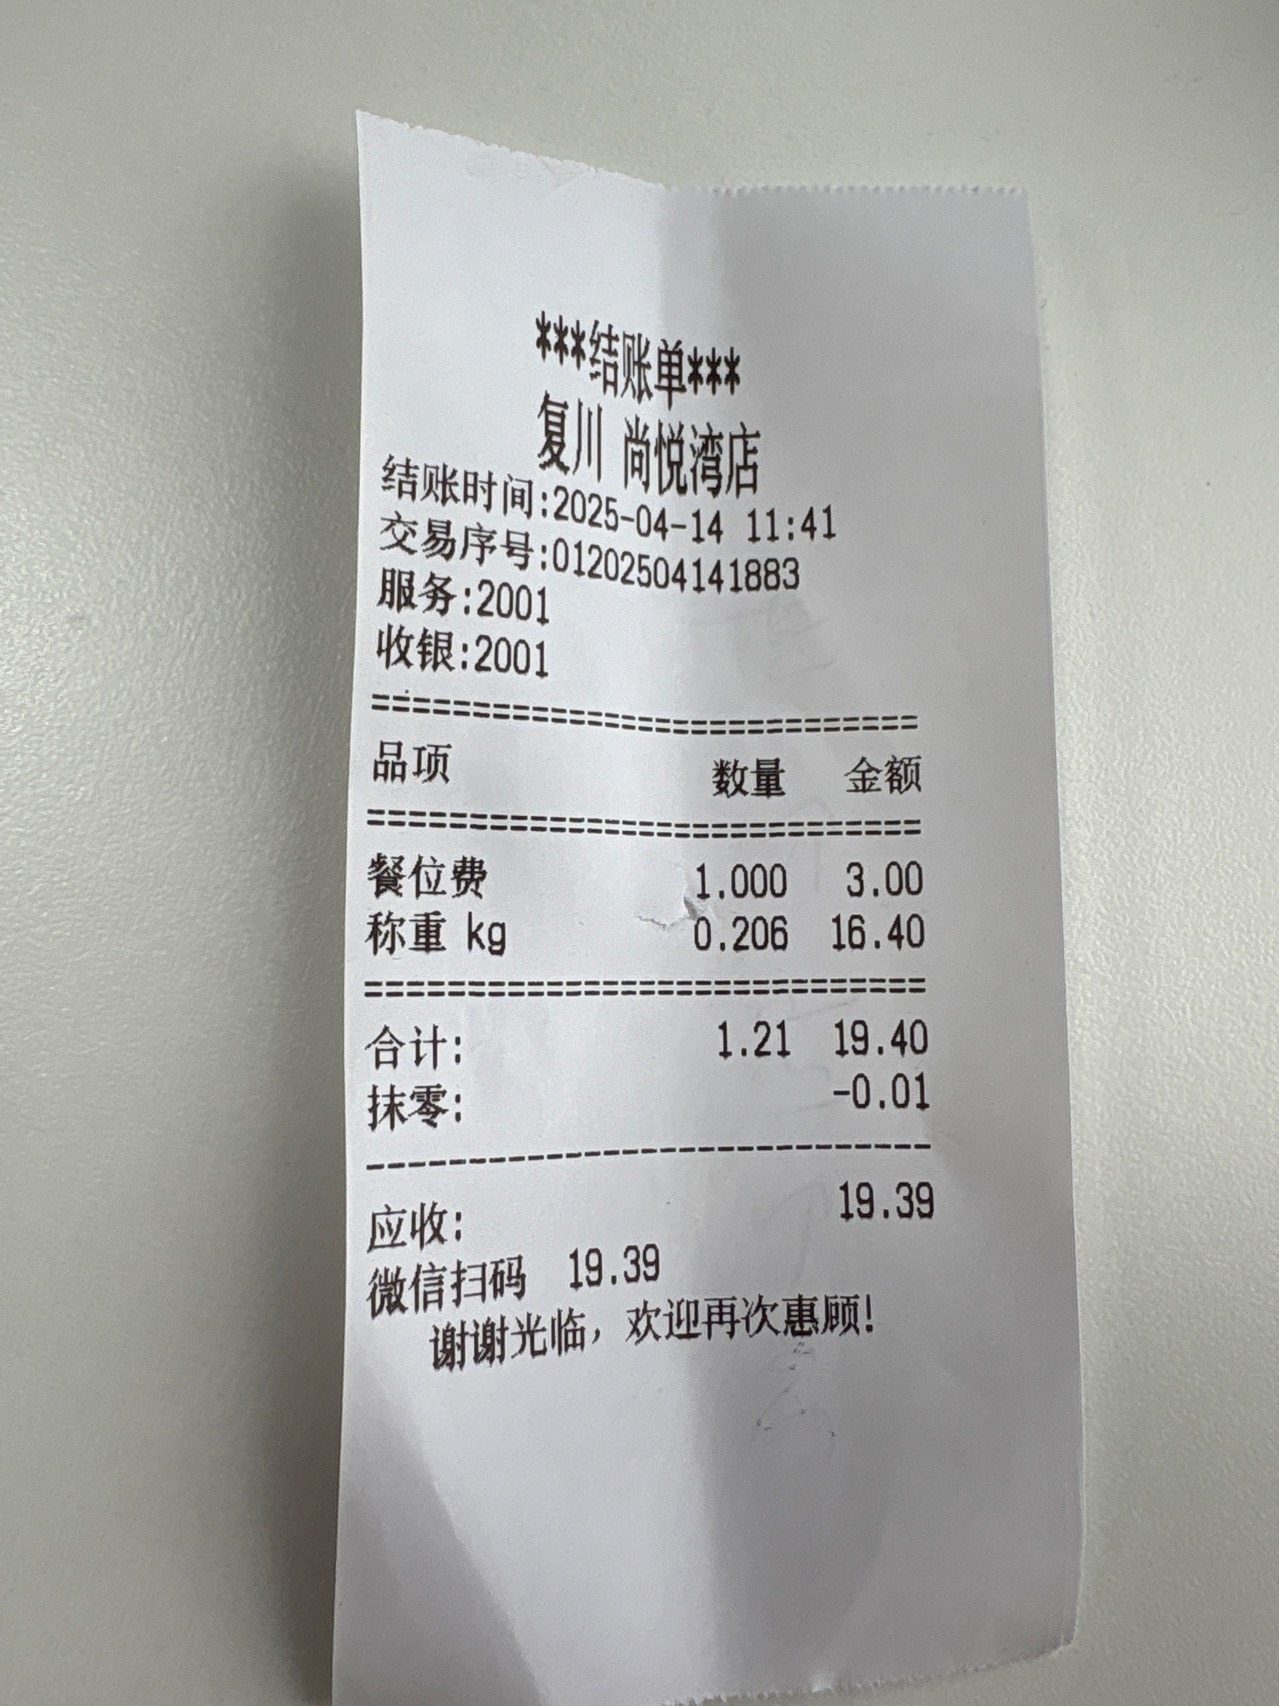 ***结账单***
复川 尚悦湾店
结账时间:2025-04-14 11:41
交易序号:01202504141883
服务:2001
收银:2001
============================
品项 数量 金额
============================
餐位费 1.000 3.00
称重 kg 0.206 16.40
============================
合计: 1.21 19.40
抹零: -0.01
----------------------------
应收: 19.39
微信扫码 19.39
谢谢光临，欢迎再次惠顾!